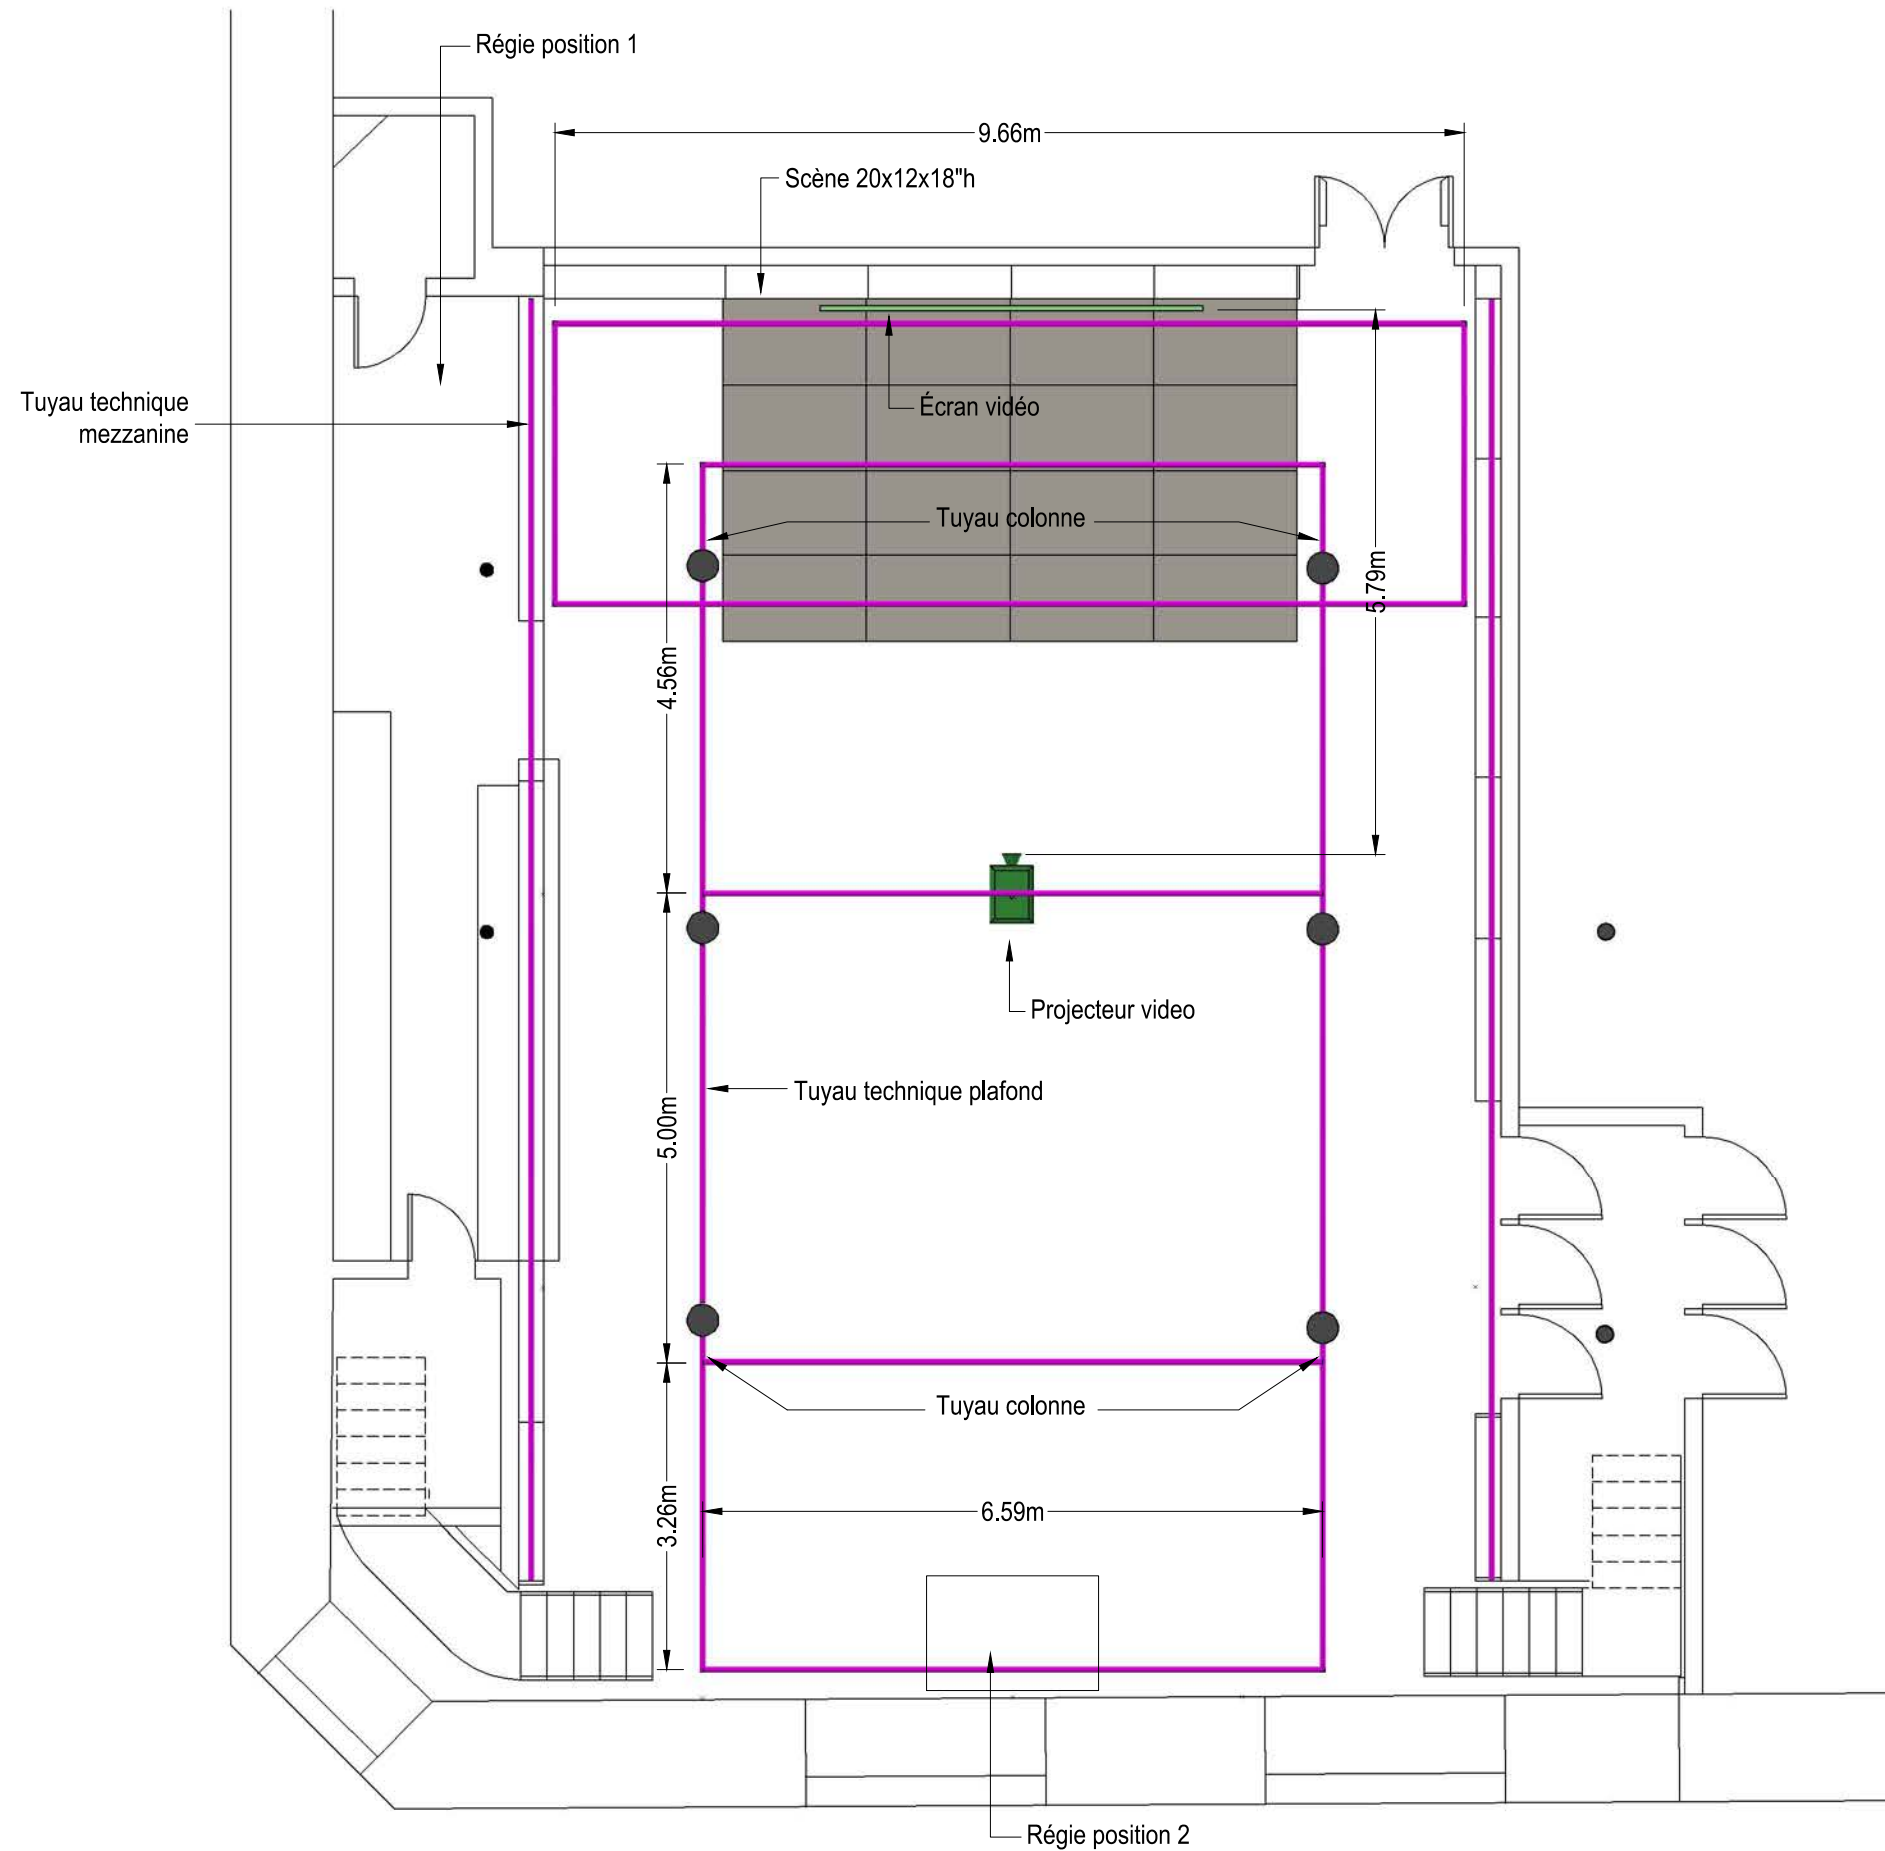 Régie position 1
9.66m
Scène 20x12x18"h
Tuyau technique
mezzanine
Écran vidéo
Tuyau colonne
5.79m
4.56m
Projecteur video
Tuyau technique plafond
5.00m
Tuyau colonne
6.59m
3.26m
Régie position 2